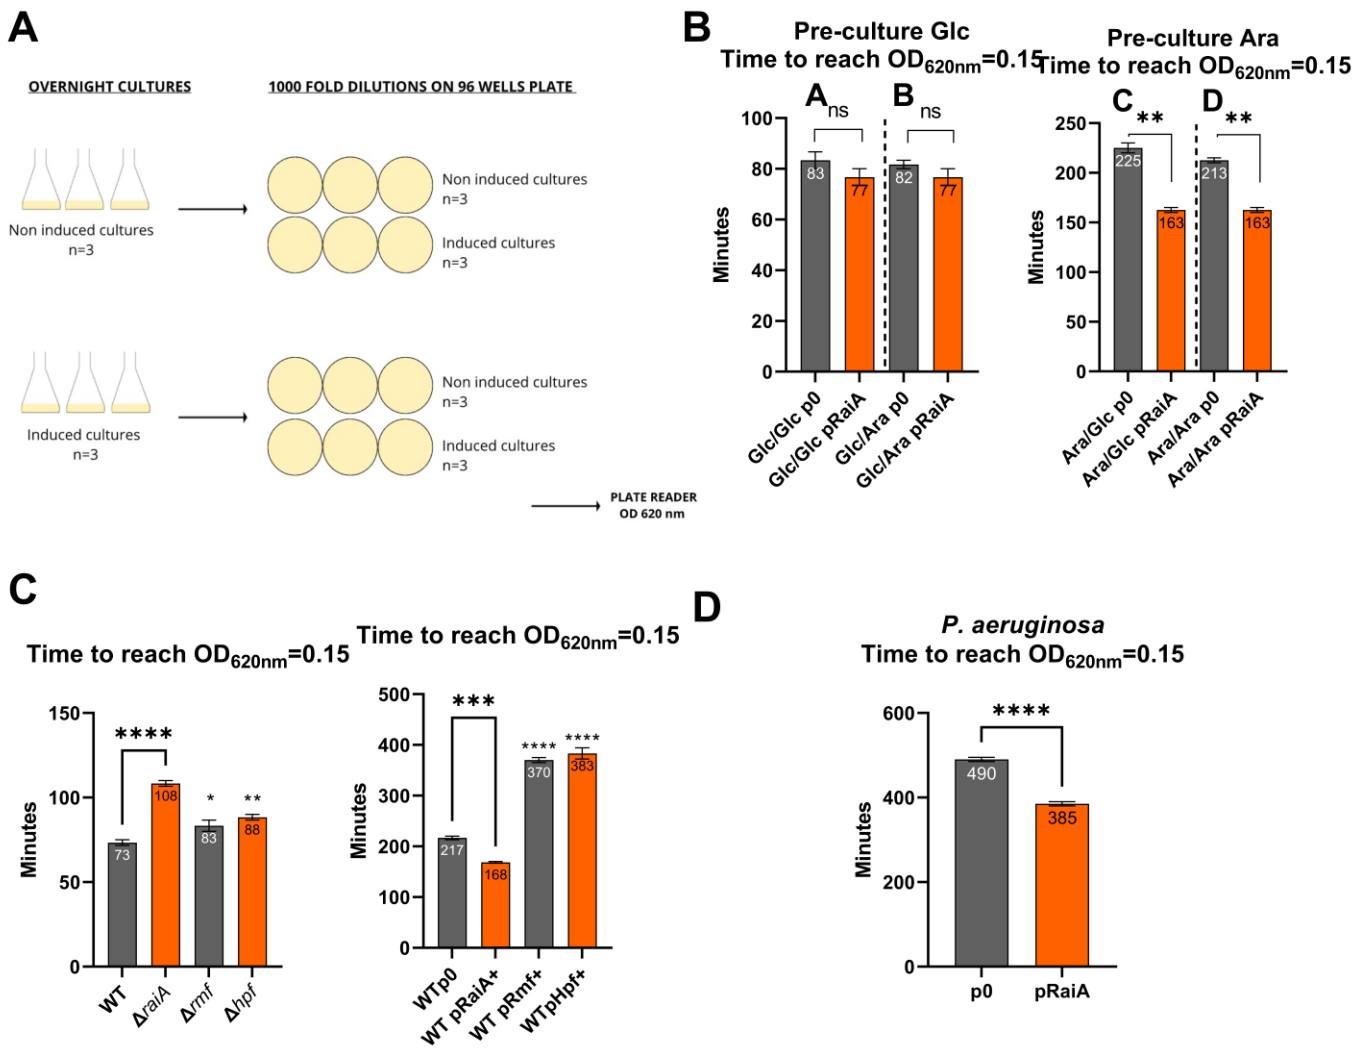 A
OVERNIGHT CULTURES
1000 FOLD DILUTIONS ON 96 WELLS PLATE
Non induced cultures
n=3
Non induced cultures
n=3
Induced cultures
n=3
Induced cultures
n=3
Non induced cultures
n=3
Induced cultures
n=3
PLATE READER
OD 620 nm
B
Pre-culture Glc
Time to reach OD620nm=0.15
A
B
ns
ns
100
80
60
40
20
0
Minutes
83
77
82
77
Glc/Glc p0
Glc/Glc pRaiA
Glc/Ara p0
Glc/Ara pRaiA
Pre-culture Ara
Time to reach OD620nm=0.15
C
D
**
**
250
200
150
100
50
0
Minutes
225
163
213
163
Ara/Glc p0
Ara/Glc pRaiA
Ara/Ara p0
Ara/Ara pRaiA
C
Time to reach OD620nm=0.15
150
100
50
0
Minutes
****
*
**
73
108
83
88
WT
ΔraiA
Δrmf
Δhpf
Time to reach OD620nm=0.15
500
400
300
200
100
0
Minutes
***
****
****
217
168
370
383
WTp0
WT pRaiA+
WT pRmf+
WTpHpf+
D
P. aeruginosa
Time to reach OD620nm=0.15
600
400
200
0
Minutes
****
490
385
p0
pRaiA